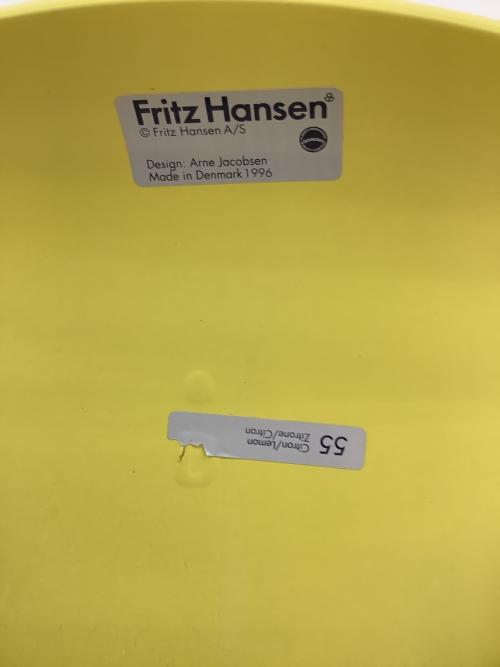 Fritz Hansen
© Fritz Hansen A/S
Design: Arne Jacobsen
Made in Denmark 1996
55 Citron/Lemon
Zitrone/Citron